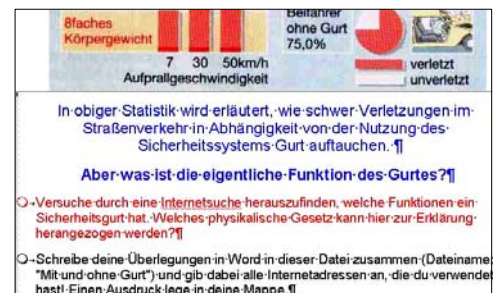 Beifahrer
8faches
ohne Gurt
Körpergewicht
75,0%
7 30 50km/h
verletzt
Aufprallgeschwindigkeit
unverletzt
In·obiger·Statistik·wird·erläutert,·wie·schwer·Verletzungen·im·
Straßenverkehr·in·Abhängigkeit·von·der·Nutzung·des·
Sicherheitssystems·Gurt·auftauchen.·¶
Aber·was·ist·die·eigentliche·Funktion·des·Gurtes?¶
Versuche·durch·eine·Internetsuche·herauszufinden,·welche·Funktionen·ein·
Sicherheitsgurt·hat.·Welches·physikalische·Gesetz·kann·hier·zur·Erklärung·
herangezogen·werden?¶
Schreibe·deine·Überlegungen·in·Word·in·dieser·Datei·zusammen·(Dateiname:
"Mit·und·ohne·Gurt")·und·gib·dabei·alle·Internetadressen·an,·die·du·verwendet
hast!·Einen·Ausdruck·lege·in·deine·Mappe.¶